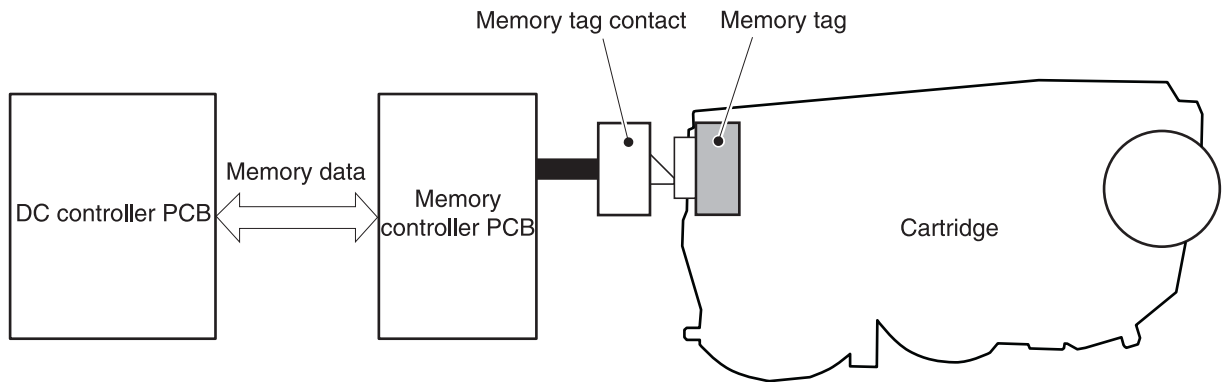 Memory tag contact
Memory tag
Memory data
DC controller PCB
Memory
controller PCB
Cartridge